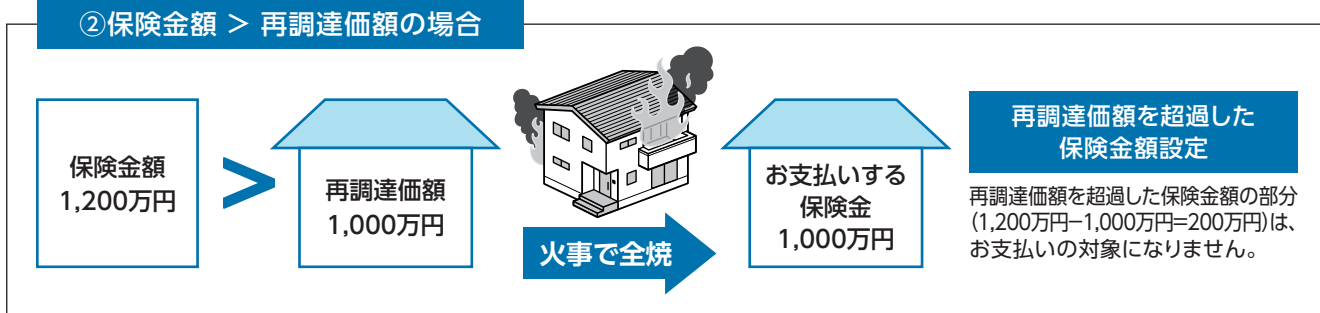 ②保険金額 ＞ 再調達価額の場合
保険金額
1,200万円
>
再調達価額
1,000万円
火事で全焼
お支払いする
保険金
1,000万円
再調達価額を超過した
保険金額設定
再調達価額を超過した保険金額の部分
(1,200万円−1,000万円=200万円)は、
お支払いの対象になりません。